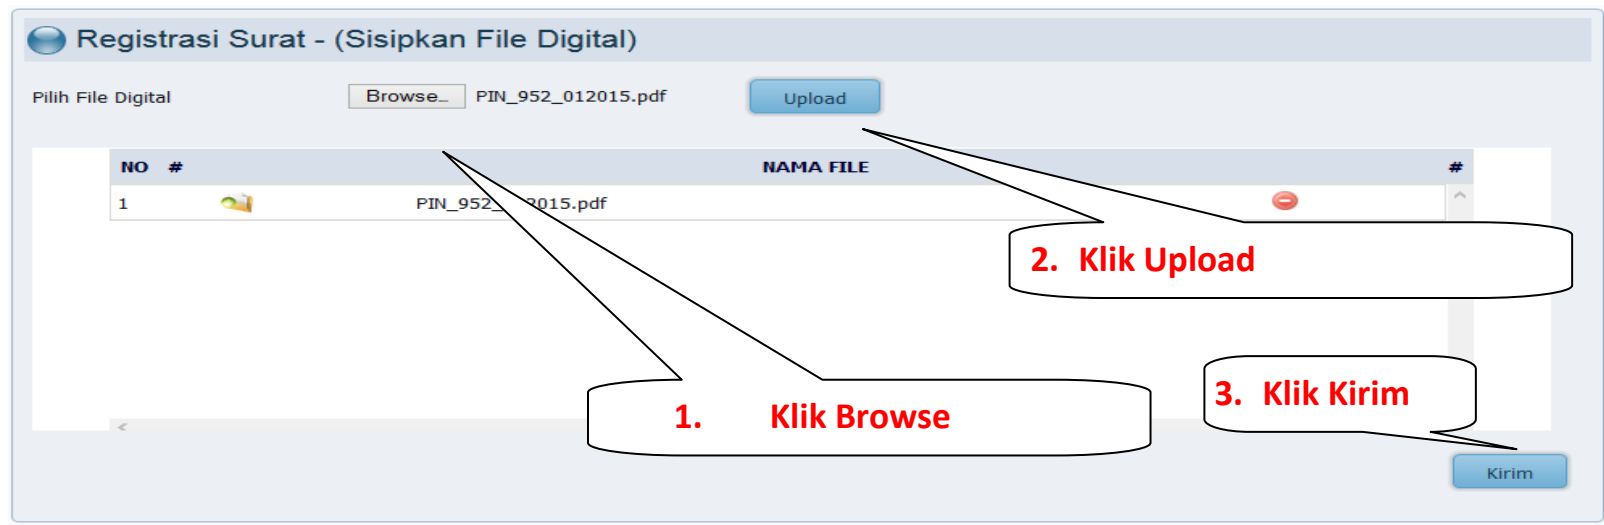 Registrasi Surat - (Sisipkan File Digital)
Pilih File Digital Browse… PIN_952_012015.pdf Upload
NO # NAMA FILE #
1 PIN_952_ 2015.pdf
2. Klik Upload
3. Klik Kirim
1. Klik Browse
Kirim